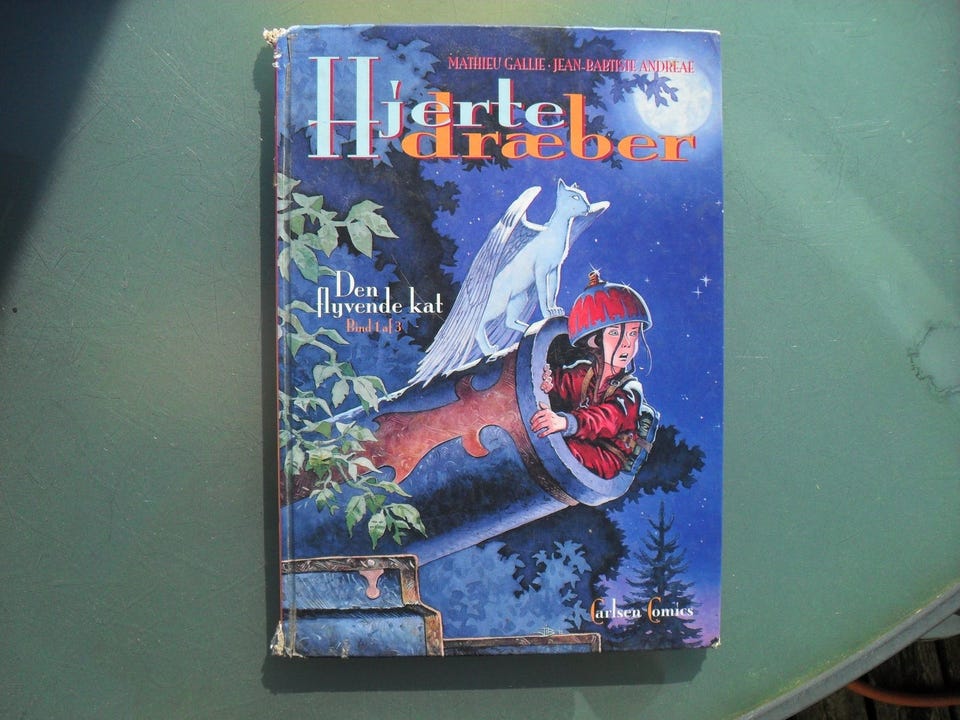 MATHIEU GALLIE · JEAN-BAPTISTE ANDREAE
Hjerte
dræber
Den
flyvende kat
Bind 1 af 3
Carlsen Comics